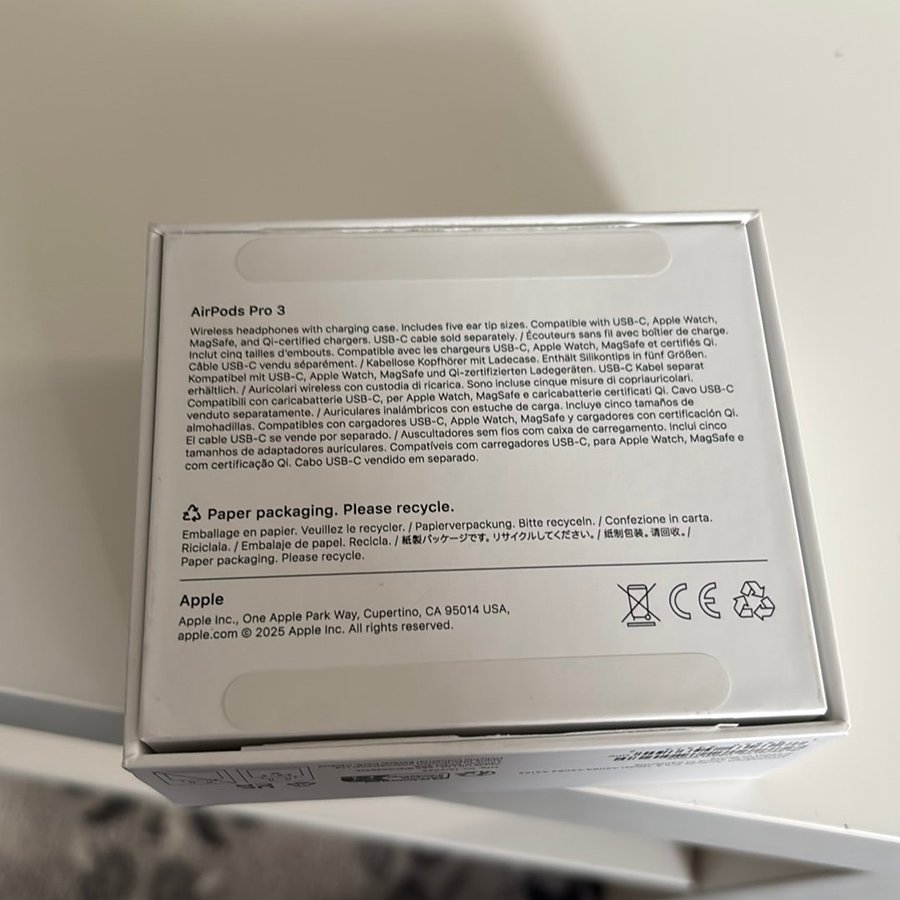 AirPods Pro 3
Wireless headphones with charging case. Includes five ear tip sizes. Compatible with USB-C, Apple Watch,
MagSafe, and Qi-certified chargers. USB-C cable sold separately. / Écouteurs sans fil avec boîtier de charge.
Inclut cinq tailles d'embouts. Compatible avec les chargeurs USB-C, Apple Watch, MagSafe et certifiés Qi.
Câble USB-C vendu séparément. / Kabellose Kopfhörer mit Ladecase. Enthält Silikontips in fünf Größen.
Kompatibel mit USB-C, Apple Watch, MagSafe und Qi-zertifizierten Ladegeräten. USB-C Kabel separat
erhältlich. / Auricolari wireless con custodia di ricarica. Sono incluse cinque misure di copriauricolari.
Compatibili con caricabatterie USB-C, per Apple Watch, MagSafe e caricabatterie certificati Qi. Cavo USB-C
venduto separatamente. / Auriculares inalámbricos con estuche de carga. Incluye cinco tamaños de
almohadillas. Compatibles con cargadores USB-C, Apple Watch, MagSafe y cargadores con certificación Qi.
El cable USB-C se vende por separado. / Auscultadores sem fios com caixa de carregamento. Inclui cinco
tamanhos de adaptadores auriculares. Compatíveis com carregadores USB-C, para Apple Watch, MagSafe e
com certificação Qi. Cabo USB-C vendido em separado.
Paper packaging. Please recycle.
Emballage en papier. Veuillez le recycler. / Papierverpackung. Bitte recyceln. / Confezione in carta.
Riciclala. / Embalaje de papel. Recicla. / 紙製パッケージです。リサイクルしてください。/ 纸制包装。请回收。/
Paper packaging. Please recycle.
Apple
Apple Inc., One Apple Park Way, Cupertino, CA 95014 USA,
apple.com © 2025 Apple Inc. All rights reserved.
CE